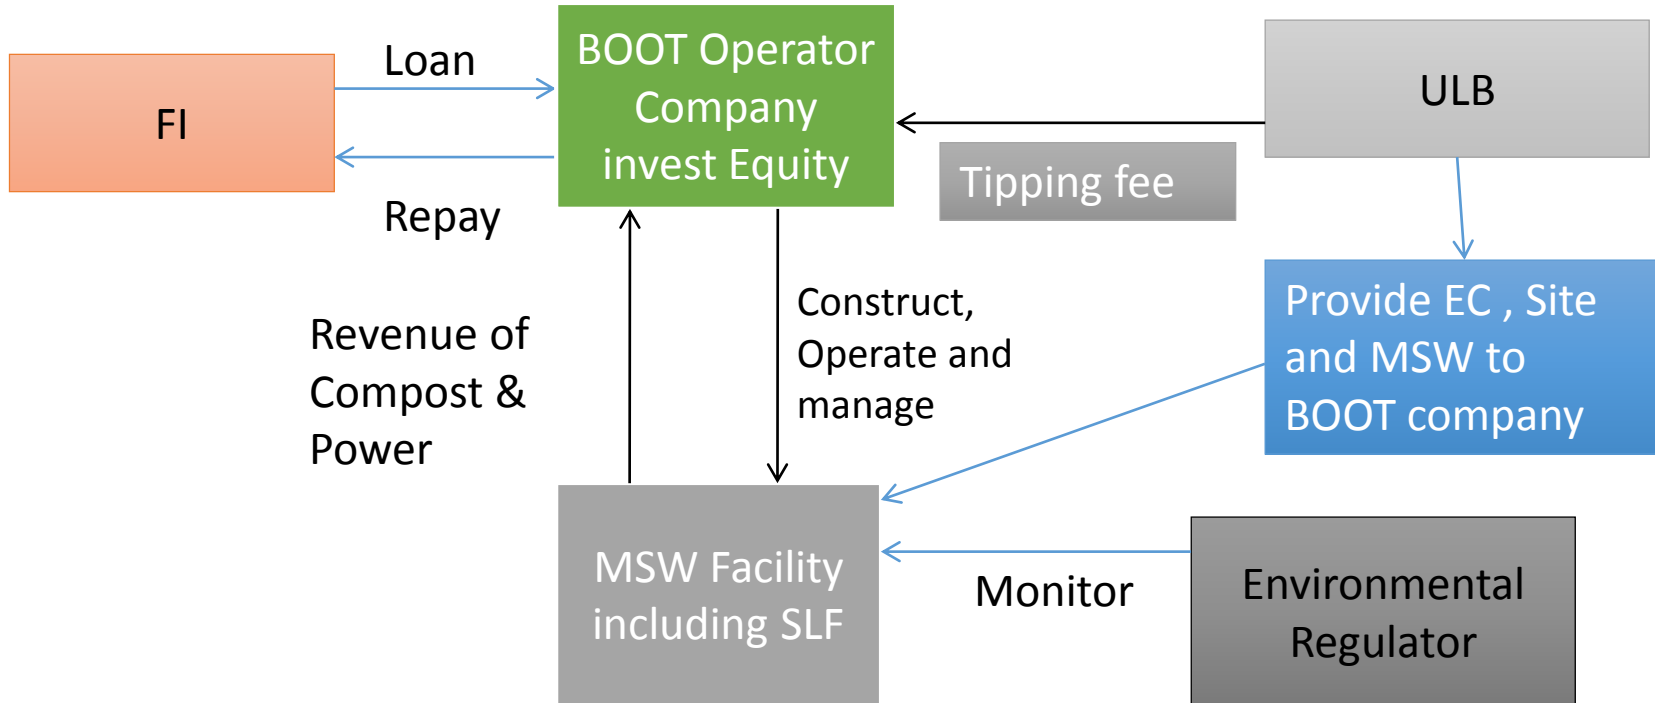 FI
Loan
Repay
BOOT Operator
Company
invest Equity
ULB
Tipping fee
Provide EC , Site
and MSW to
BOOT company
Revenue of
Compost &
Power
Construct,
Operate and
manage
MSW Facility
including SLF
Monitor
Environmental
Regulator